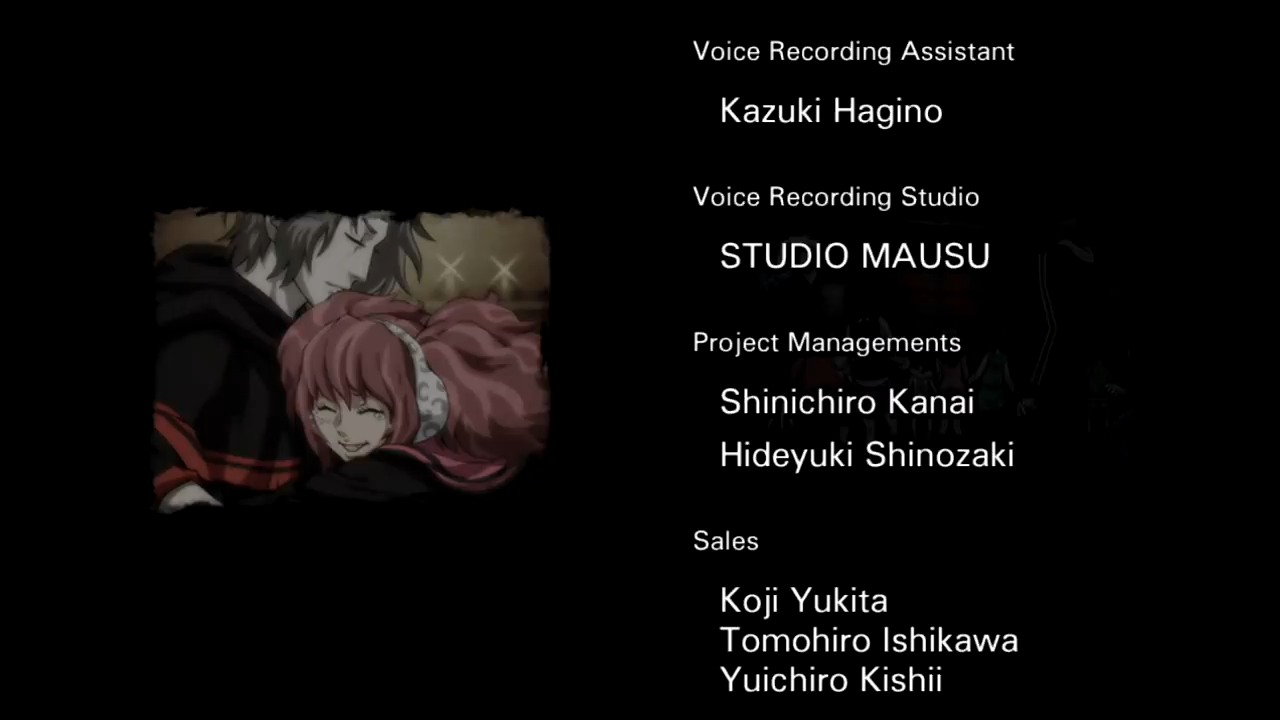 Voice Recording Assistant
Kazuki Hagino
Voice Recording Studio
STUDIO MAUSU
Project Managements
Shinichiro Kanai
Hideyuki Shinozaki
Sales
Koji Yukita
Tomohiro Ishikawa
Yuichiro Kishii